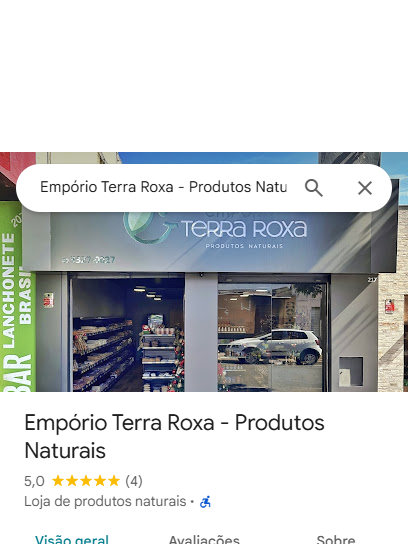 Empório Terra Roxa - Produtos Natu
TERRA ROXA
PRODUTOS NATURAIS
217
LANCHONETE
BRASIL
BAR
Empório Terra Roxa - Produtos
Naturais
5,0 (4)
Loja de produtos naturais •
Visão geral Avaliações Sobre